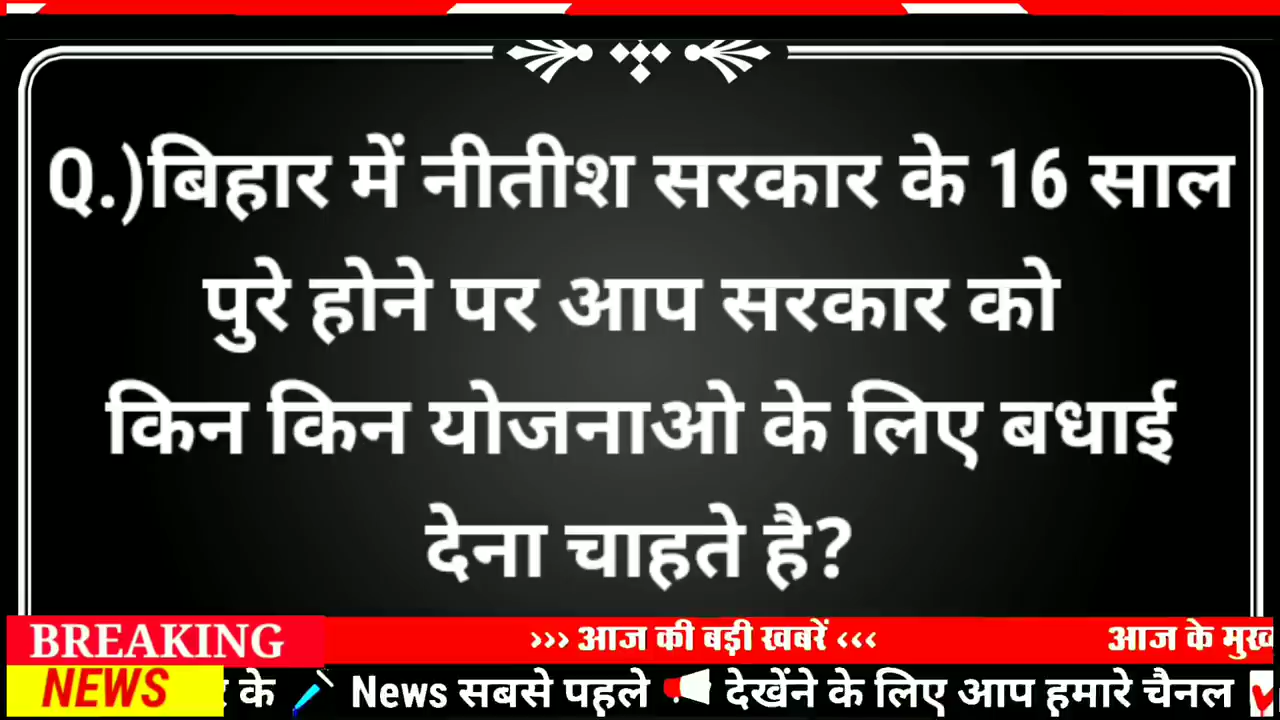 Q.)बिहार में नीतीश सरकार के 16 साल
पुरे होने पर आप सरकार को
किन किन योजनाओ के लिए बधाई
देना चाहते है?
BREAKING
››› आज की बड़ी खबरें ‹‹‹ आज के
NEWS
के News सबसे पहले देखेंने के लिए आप हमारे चैनल